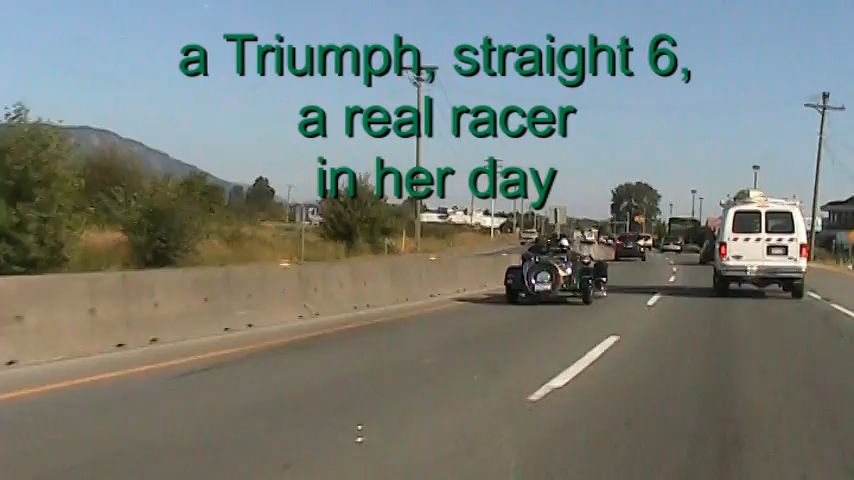 a Triumph, straight 6,
a real racer
in her day